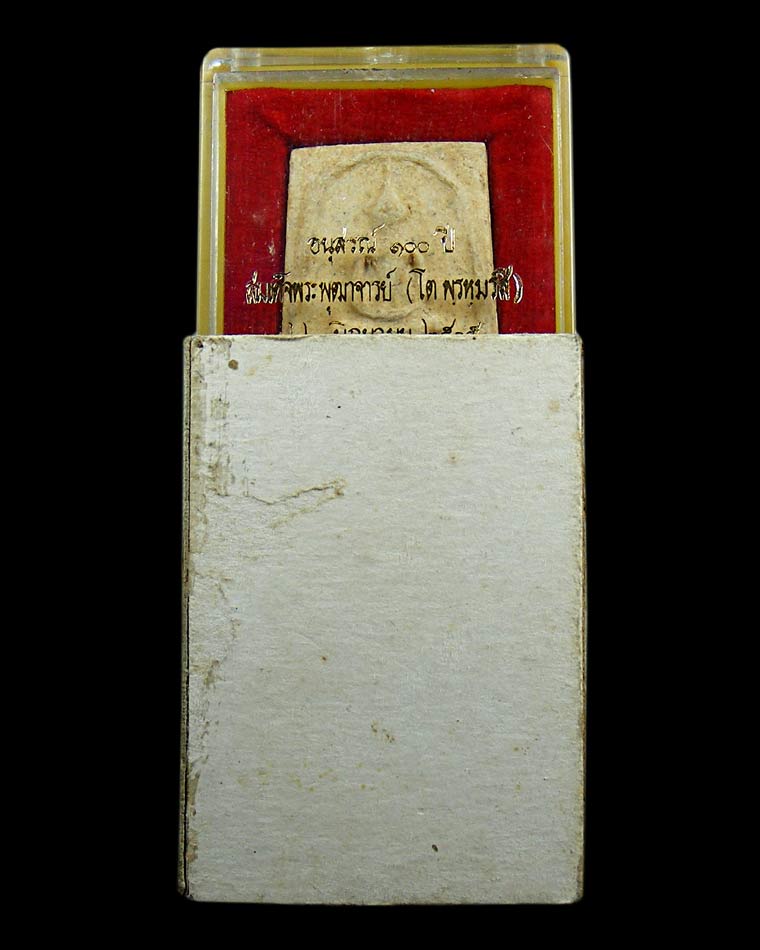 อนุสรณ์ ๑๐๐ ปี
สมเด็จพระพุฒาจารย์ (โต พฺรหฺมรํสี)